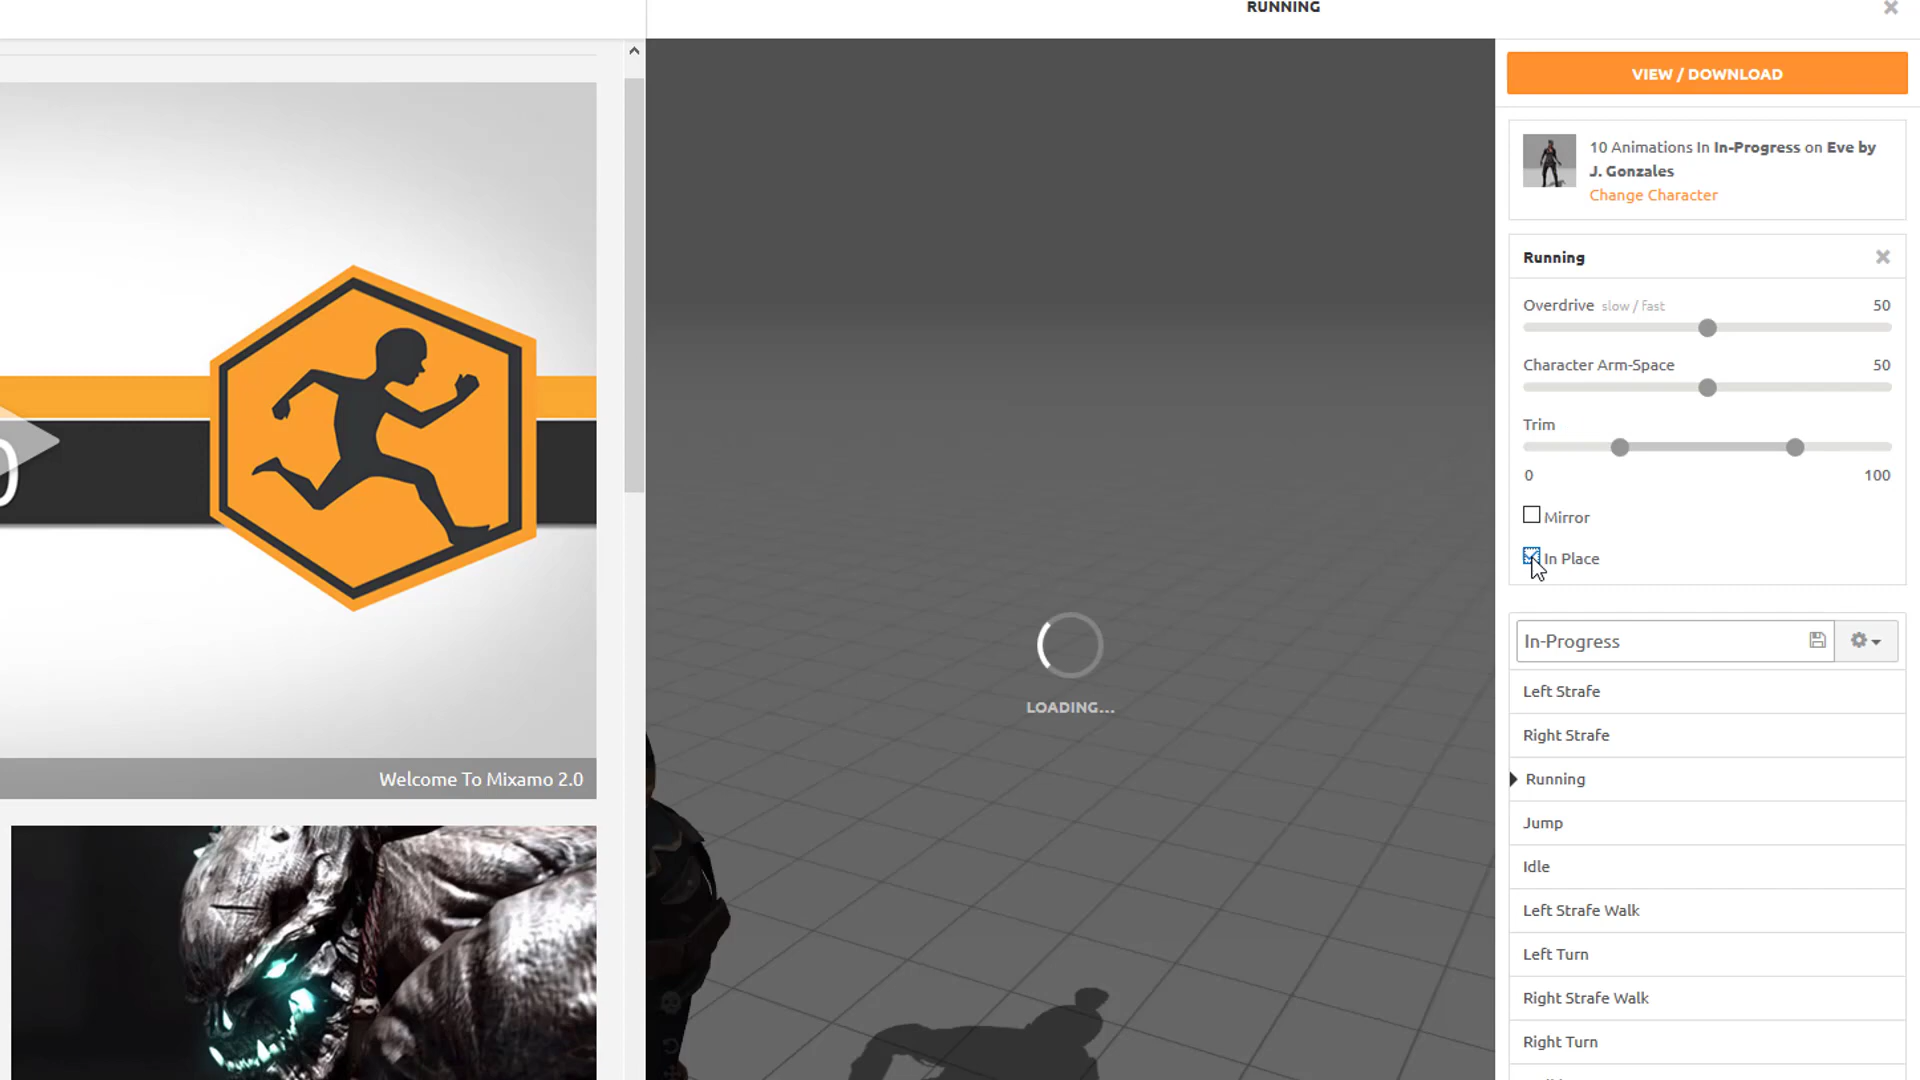 RUNNING
0
Welcome To Mixamo 2.0
LOADING...
VIEW / DOWNLOAD
10 Animations In In-Progress on Eve by
J. Gonzales
Change Character
Running
Overdrive slow / fast 50
Character Arm-Space 50
Trim
0 100
Mirror
In Place
In-Progress
Left Strafe
Right Strafe
Running
Jump
Idle
Left Strafe Walk
Left Turn
Right Strafe Walk
Right Turn